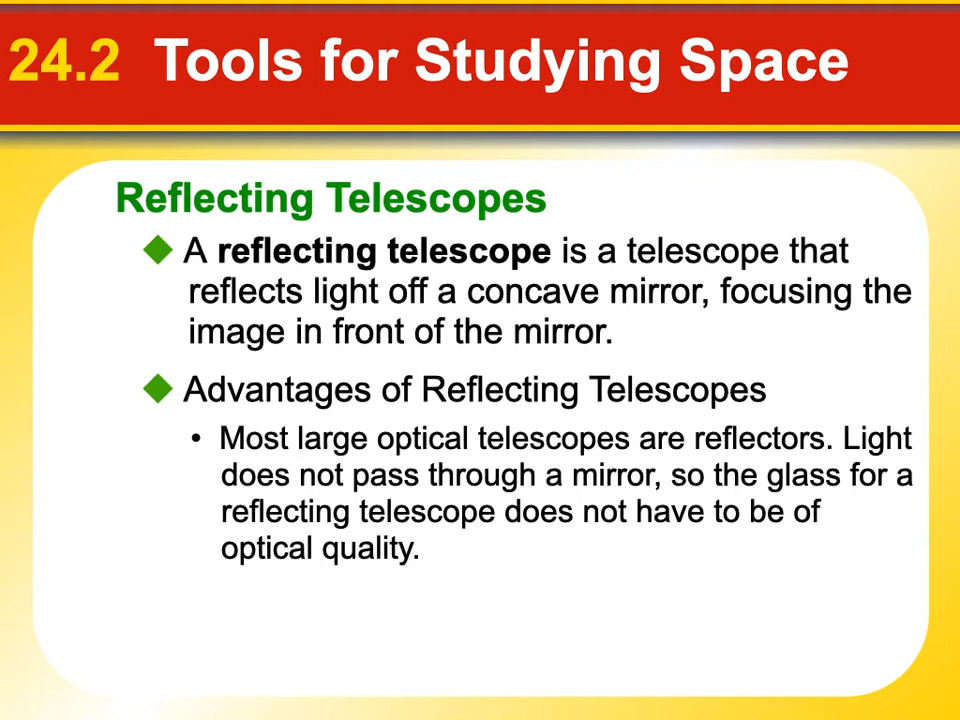 24.2 Tools for Studying Space
Reflecting Telescopes
◆ A reflecting telescope is a telescope that
reflects light off a concave mirror, focusing the
image in front of the mirror.
◆ Advantages of Reflecting Telescopes
• Most large optical telescopes are reflectors. Light
does not pass through a mirror, so the glass for a
reflecting telescope does not have to be of
optical quality.